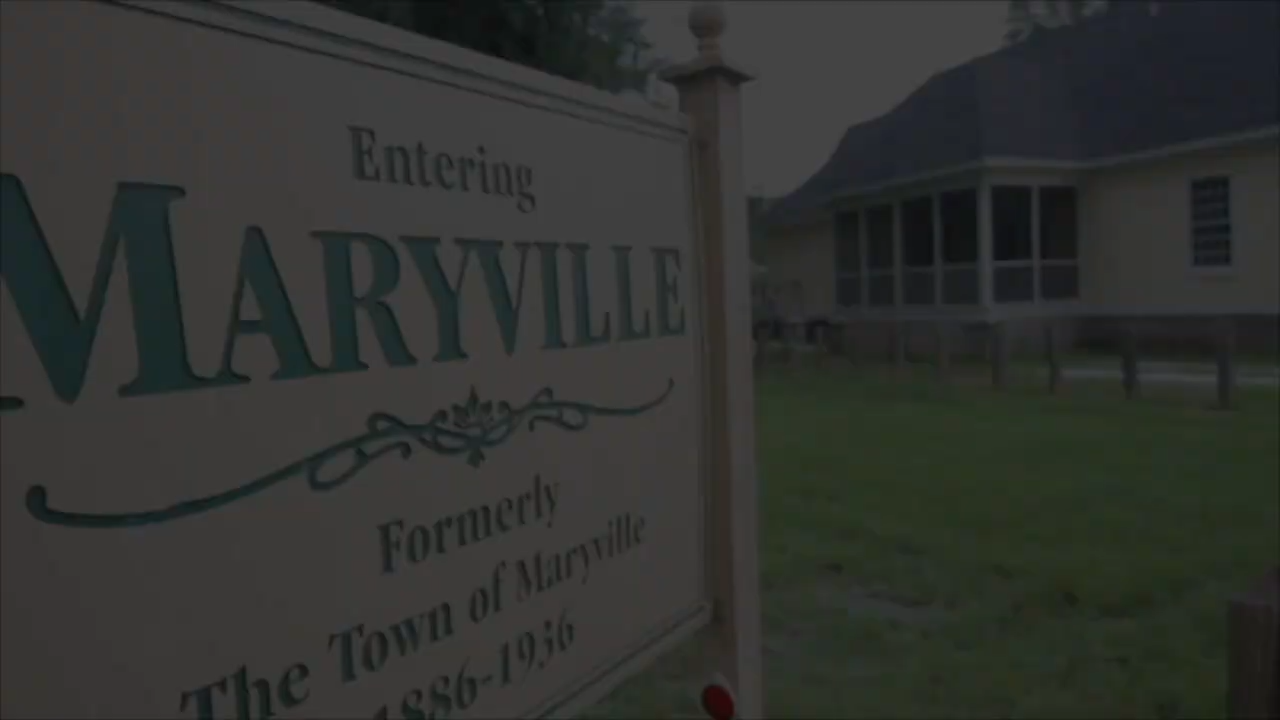 Entering
MARYVILLE
Formerly
The Town of Maryville
1886-1936